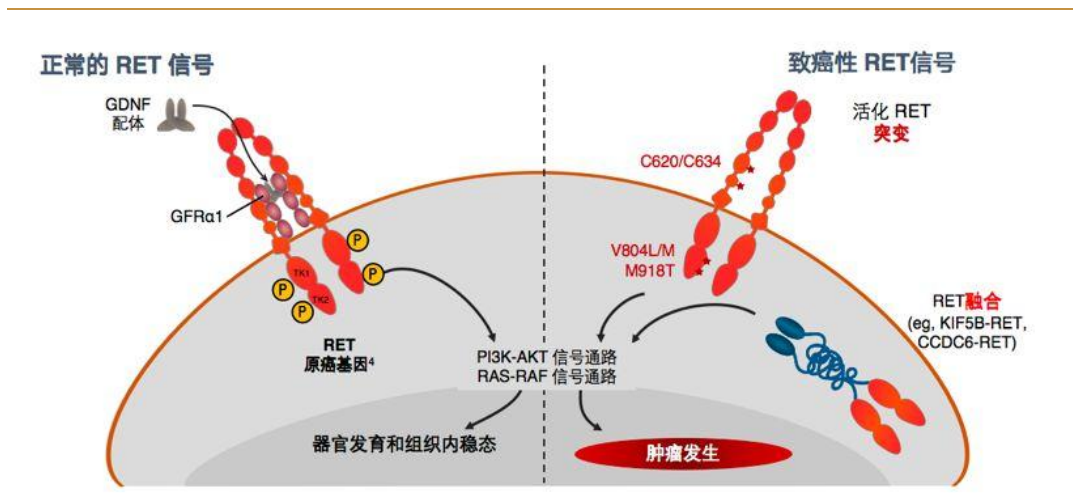 正常的 RET 信号
GDNF
配体
GFRα1
P
P
P
P
TK1
TK2
RET
原癌基因⁴
致癌性 RET信号
活化 RET
突变
C620/C634
V804L/M
M918T
RET融合
(eg, KIF5B-RET,
CCDC6-RET)
PI3K-AKT 信号通路
RAS-RAF 信号通路
器官发育和组织内稳态
肿瘤发生